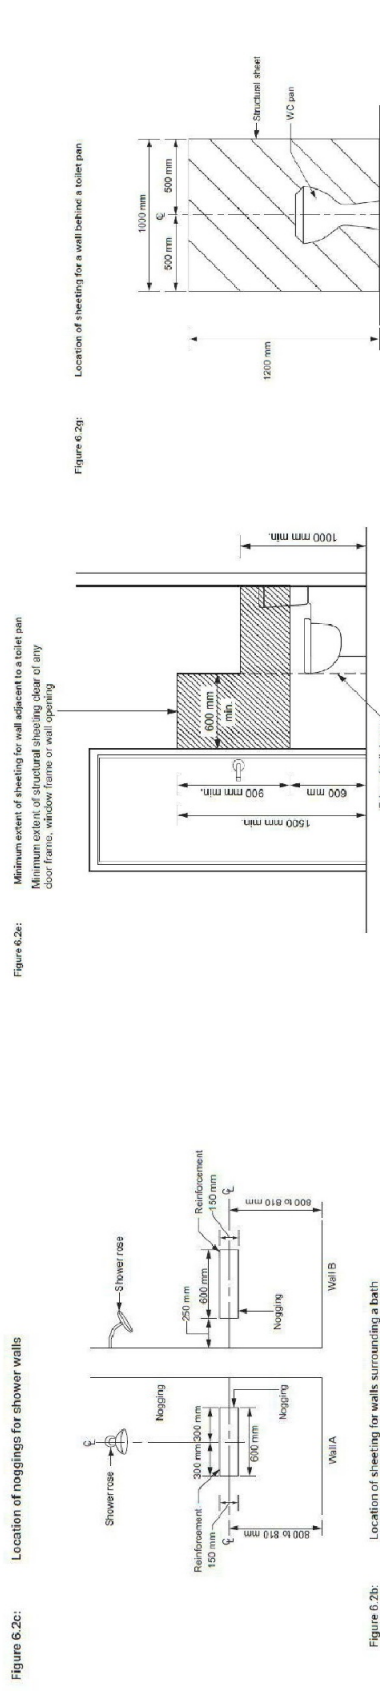 Figure 6.2c: Location of noggings for shower walls
Shower rose
Nogging
300 mm 300 mm
600 mm
Reinforcement
150 mm
Nogging
800 to 810 mm
Wall A
Shower rose
250 mm
600 mm
Reinforcement
150 mm
Nogging
800 to 810 mm
Wall B
Figure 6.2b: Location of sheeting for walls surrounding a bath
Figure 6.2e: Minimum extent of sheeting for wall adjacent to a toilet pan
Minimum extent of structural sheeting clear of any
door frame, window frame or wall opening
600 mm
min.
900 mm min.
600 mm
1500 mm min.
1000 mm min.
Figure 6.2g: Location of sheeting for a wall behind a toilet pan
1000 mm
500 mm 500 mm
Structural sheet
WC pan
1200 mm